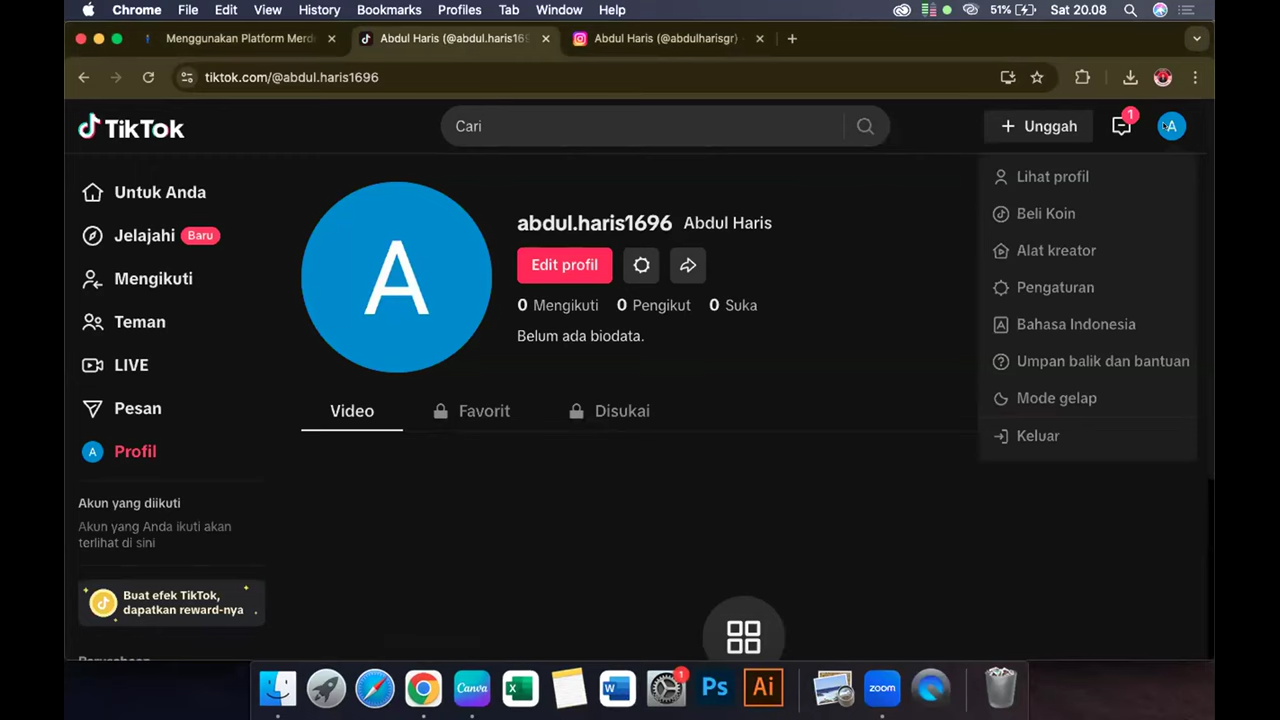 Chrome File Edit View History Bookmarks Profiles Tab Window Help 51% Sat 20.08
Menggunakan Platform Merd
Abdul Haris (@abdul.haris169
Abdul Haris (@abdulharisgr)
tiktok.com/@abdul.haris1696
TikTok
Cari
Unggah
1
A
Untuk Anda
Jelajahi Baru
Mengikuti
Teman
LIVE
Pesan
A Profil
Akun yang diikuti
Akun yang Anda ikuti akan
terlihat di sini
Buat efek TikTok,
dapatkan reward-nya
A
abdul.haris1696 Abdul Haris
Edit profil
0 Mengikuti 0 Pengikut 0 Suka
Belum ada biodata.
Video Favorit Disukai
Lihat profil
Beli Koin
Alat kreator
Pengaturan
A Bahasa Indonesia
Umpan balik dan bantuan
Mode gelap
Keluar
Canva
1
Ps
Ai
zoom